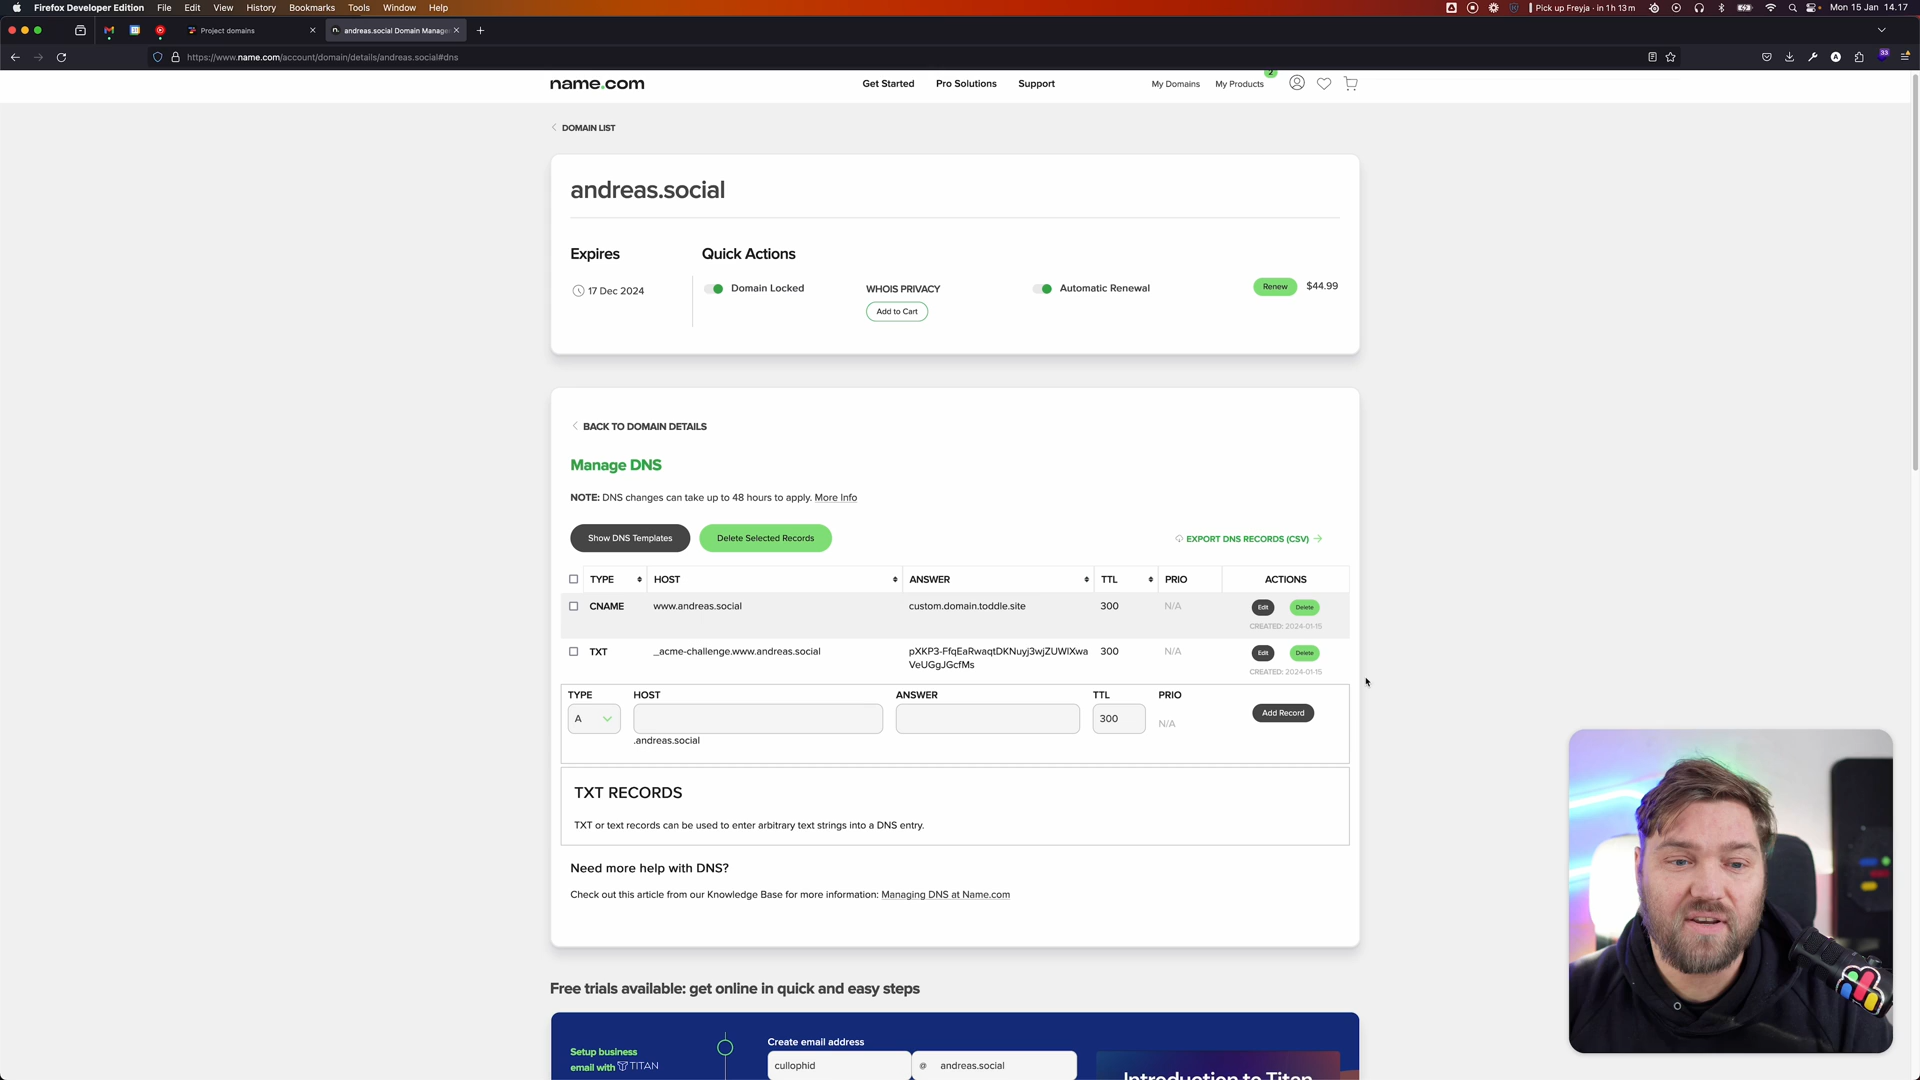 Firefox Developer Edition File Edit View History Bookmarks Tools Window Help
Pick up Freyja · in 1 h 13 m
Mon 15 Jan 14.17
Project domains
andreas.social Domain Manage
https://www.name.com/account/domain/details/andreas.social#dns
33
name.com
Get Started Pro Solutions Support
My Domains My Products 2
DOMAIN LIST
andreas.social
Expires
Quick Actions
17 Dec 2024
Domain Locked
WHOIS PRIVACY
Add to Cart
Automatic Renewal
Renew $44.99
BACK TO DOMAIN DETAILS
Manage DNS
NOTE: DNS changes can take up to 48 hours to apply. More Info
Show DNS Templates
Delete Selected Records
EXPORT DNS RECORDS (CSV)
TYPE HOST ANSWER TTL PRIO ACTIONS
CNAME www.andreas.social custom.domain.toddle.site 300 N/A Edit Delete
CREATED: 2024-01-15
TXT _acme-challenge.www.andreas.social pXKP3-FfqEaRwaqtDKNuyj3wjZUWlXwa 300 N/A Edit Delete
VeUGgJGcfMs
CREATED: 2024-01-15
TYPE HOST ANSWER TTL PRIO
A 300 N/A Add Record
.andreas.social
TXT RECORDS
TXT or text records can be used to enter arbitrary text strings into a DNS entry.
Need more help with DNS?
Check out this article from our Knowledge Base for more information: Managing DNS at Name.com
Free trials available: get online in quick and easy steps
Setup business
email with TITAN
Create email address
cullophid @ andreas.social
Introduction to Titan